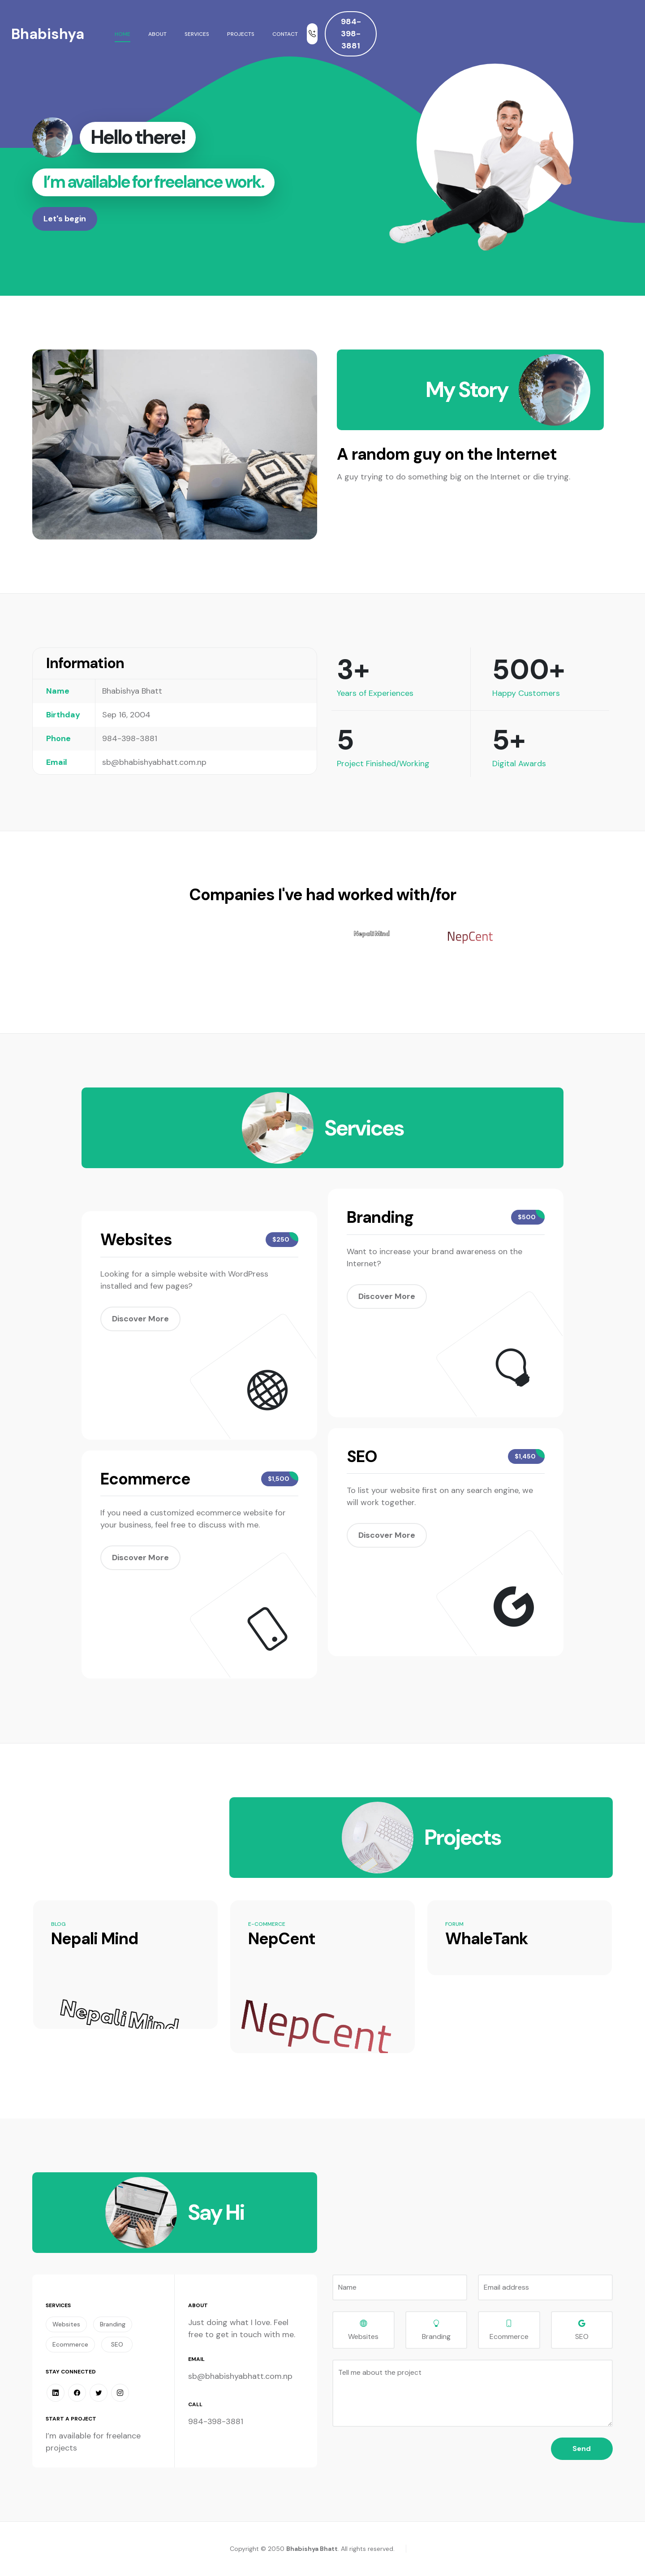 Bhabishya
HOME
ABOUT
SERVICES
PROJECTS
CONTACT
984-
398-
3881
Hello there!
I'm available for freelance work.
Let's begin
My Story
A random guy on the Internet
A guy trying to do something big on the Internet or die trying.
Information
Name Bhabishya Bhatt
Birthday Sep 16, 2004
Phone 984-398-3881
Email sb@bhabishyabhatt.com.np
3+
Years of Experiences
500+
Happy Customers
5
Project Finished/Working
5+
Digital Awards
Companies I've had worked with/for
Nepali Mind
NepCent
Services
Websites
$250
Looking for a simple website with WordPress
installed and few pages?
Discover More
Branding
$500
Want to increase your brand awareness on the
Internet?
Discover More
Ecommerce
$1,500
If you need a customized ecommerce website for
your business, feel free to discuss with me.
Discover More
SEO
$1,450
To list your website first on any search engine, we
will work together.
Discover More
Projects
BLOG
Nepali Mind
Nepali Mind
E-COMMERCE
NepCent
NepCent
FORUM
WhaleTank
Say Hi
SERVICES
Websites
Branding
Ecommerce
SEO
STAY CONNECTED
START A PROJECT
I'm available for freelance
projects
ABOUT
Just doing what I love. Feel
free to get in touch with me.
EMAIL
sb@bhabishyabhatt.com.np
CALL
984-398-3881
Name
Email address
Websites
Branding
Ecommerce
SEO
Tell me about the project
Send
Copyright © 2050 Bhabishya Bhatt. All rights reserved.